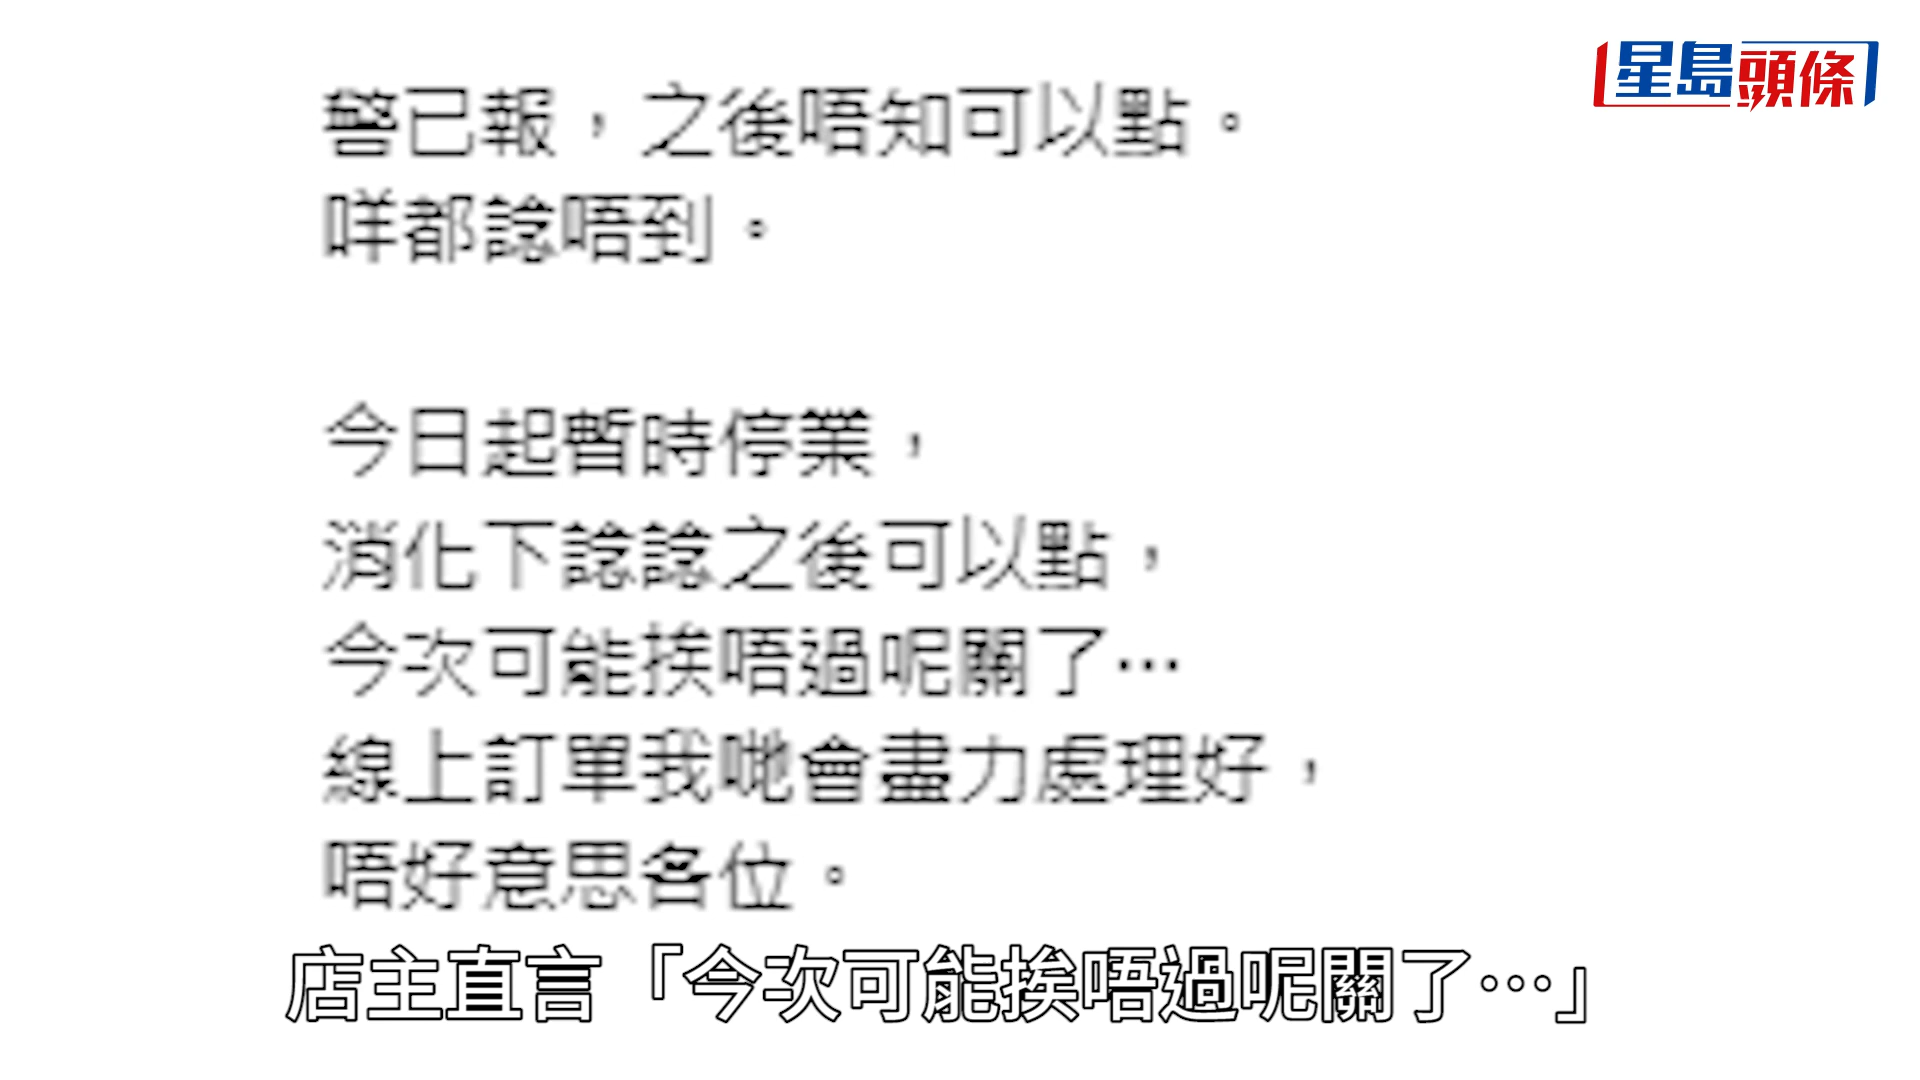 星島頭條
警已報，之後唔知可以點。
咩都諗唔到。
今日起暫時停業，
消化下諗諗之後可以點，
今次可能挨唔過呢關了…
線上訂單我哋會盡力處理好，
唔好意思各位。
店主直言「今次可能挨唔過呢關了…」